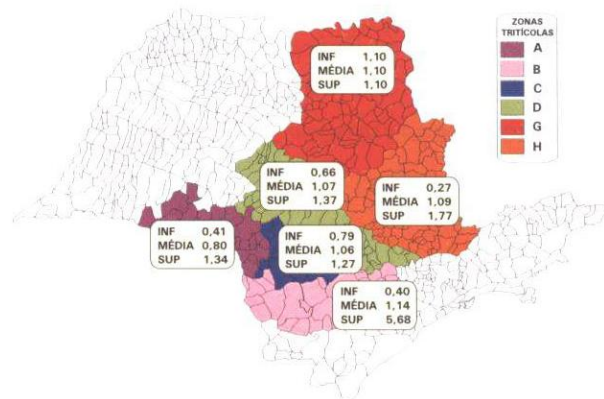 ZONAS
TRITÍCOLAS
A
B
C
D
G
H
INF 1,10
MÉDIA 1,10
SUP 1,10
INF 0,66
MÉDIA 1,07
SUP 1,37
INF 0,27
MÉDIA 1,09
SUP 1,77
INF 0,41
MÉDIA 0,80
SUP 1,34
INF 0,79
MÉDIA 1,06
SUP 1,27
INF 0,40
MÉDIA 1,14
SUP 5,68